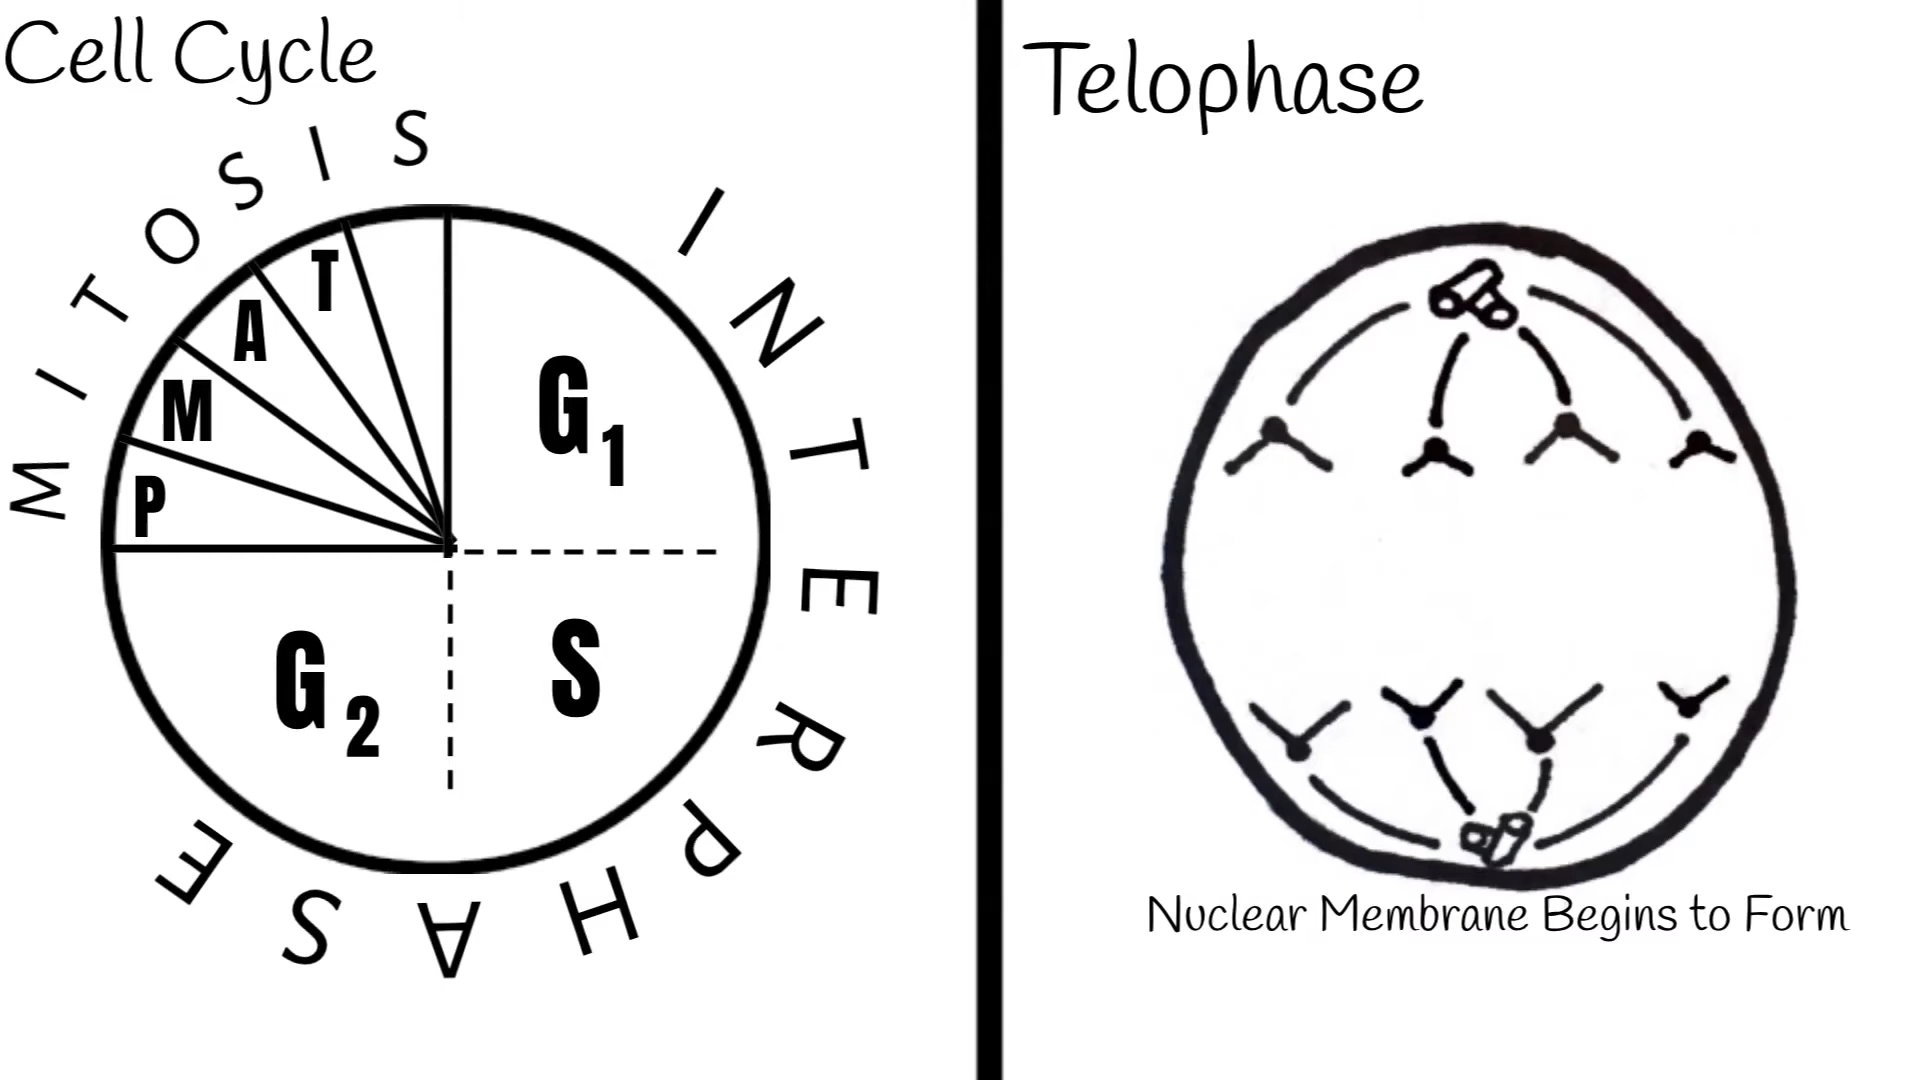 Cell Cycle
MITOSIS
INTERPHASE
P
M
A
T
G1
S
G2
Telophase
Nuclear Membrane Begins to Form